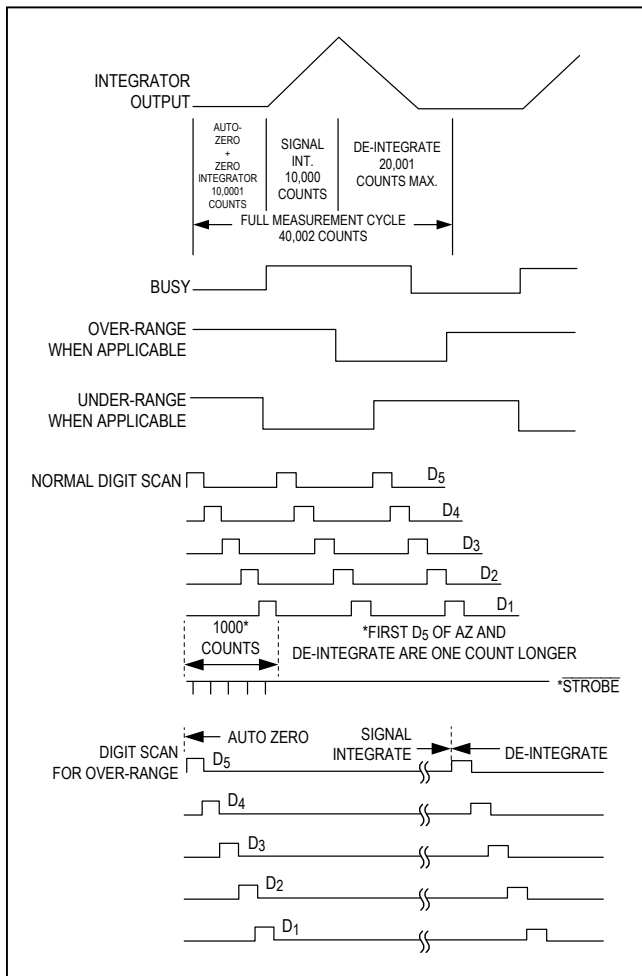 INTEGRATOR
OUTPUT
AUTO-
ZERO
+
ZERO
INTEGRATOR
10,0001
COUNTS
SIGNAL
INT.
10,000
COUNTS
DE-INTEGRATE
20,001
COUNTS MAX.
FULL MEASUREMENT CYCLE
40,002 COUNTS
BUSY
OVER-RANGE
WHEN APPLICABLE
UNDER-RANGE
WHEN APPLICABLE
NORMAL DIGIT SCAN
D5
D4
D3
D2
D1
1000*
COUNTS
*FIRST D5 OF AZ AND
DE-INTEGRATE ARE ONE COUNT LONGER
*STROBE
AUTO ZERO
SIGNAL
INTEGRATE
DE-INTEGRATE
DIGIT SCAN
FOR OVER-RANGE
D5
D4
D3
D2
D1